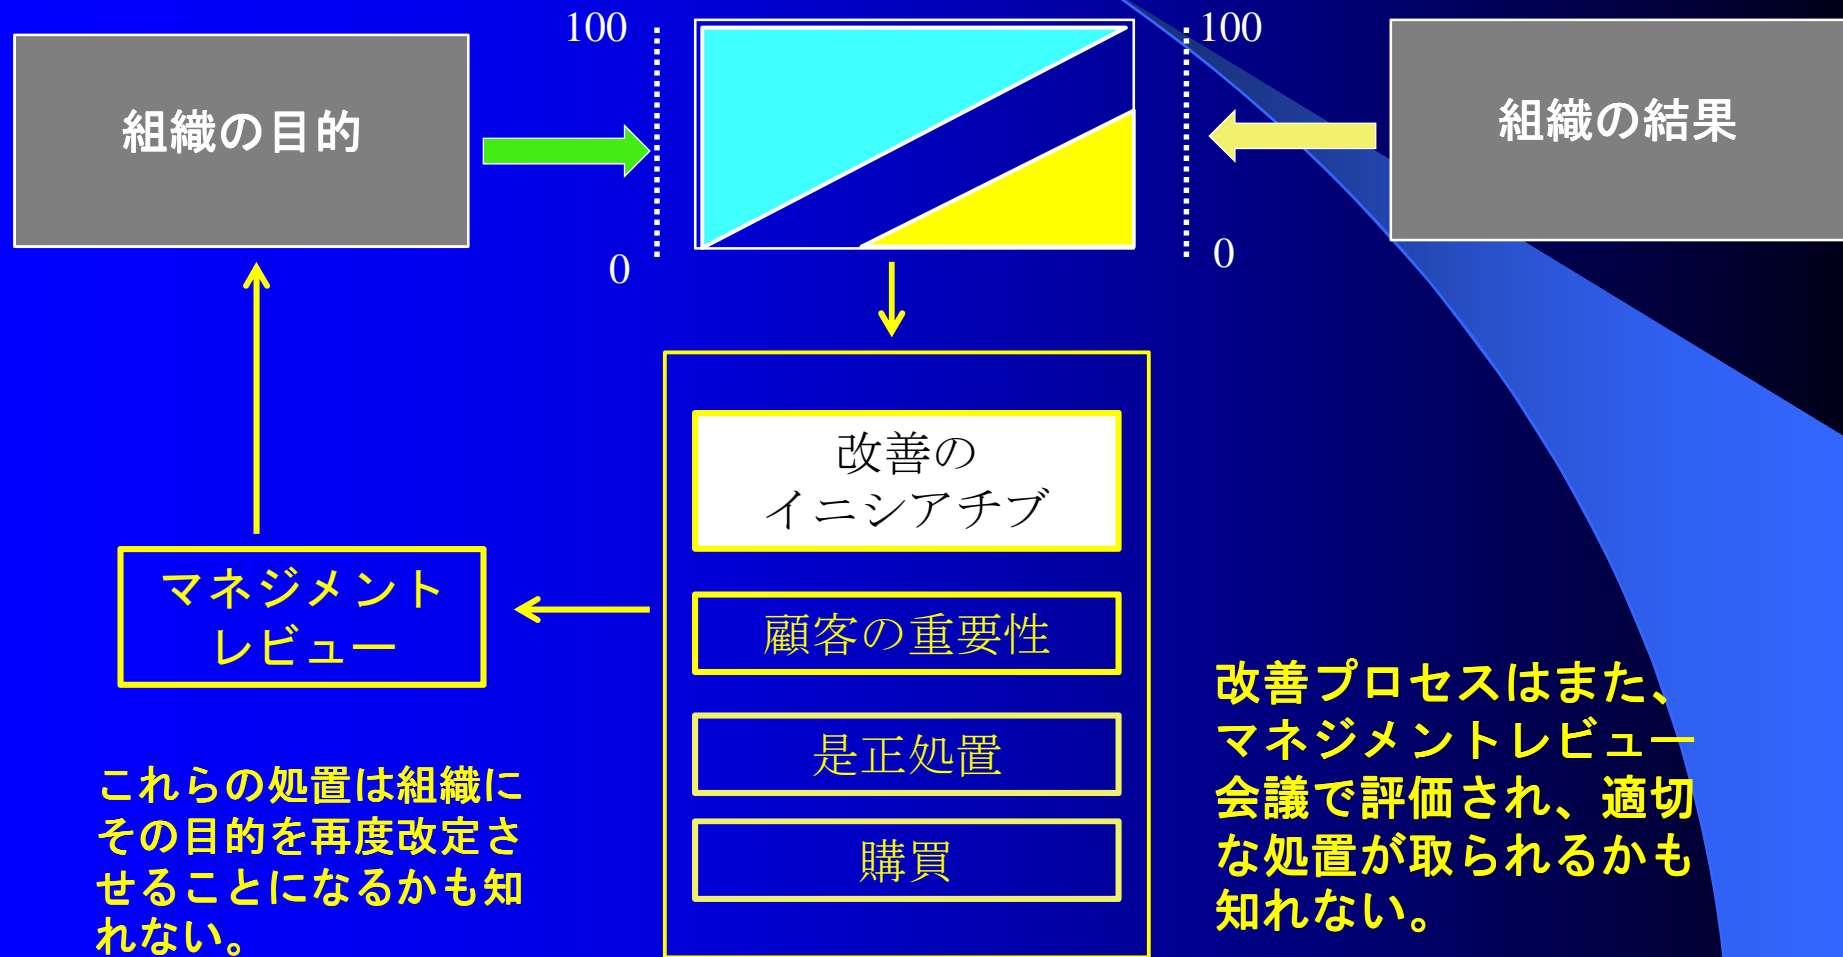 組織の目的
100
0
100
0
組織の結果
改善の
イニシアチブ
顧客の重要性
是正処置
購買
マネジメント
レビュー
これらの処置は組織に
その目的を再度改定さ
せることになるかも知
れない。
改善プロセスはまた、
マネジメントレビュー
会議で評価され、適切
な処置が取られるかも
知れない。